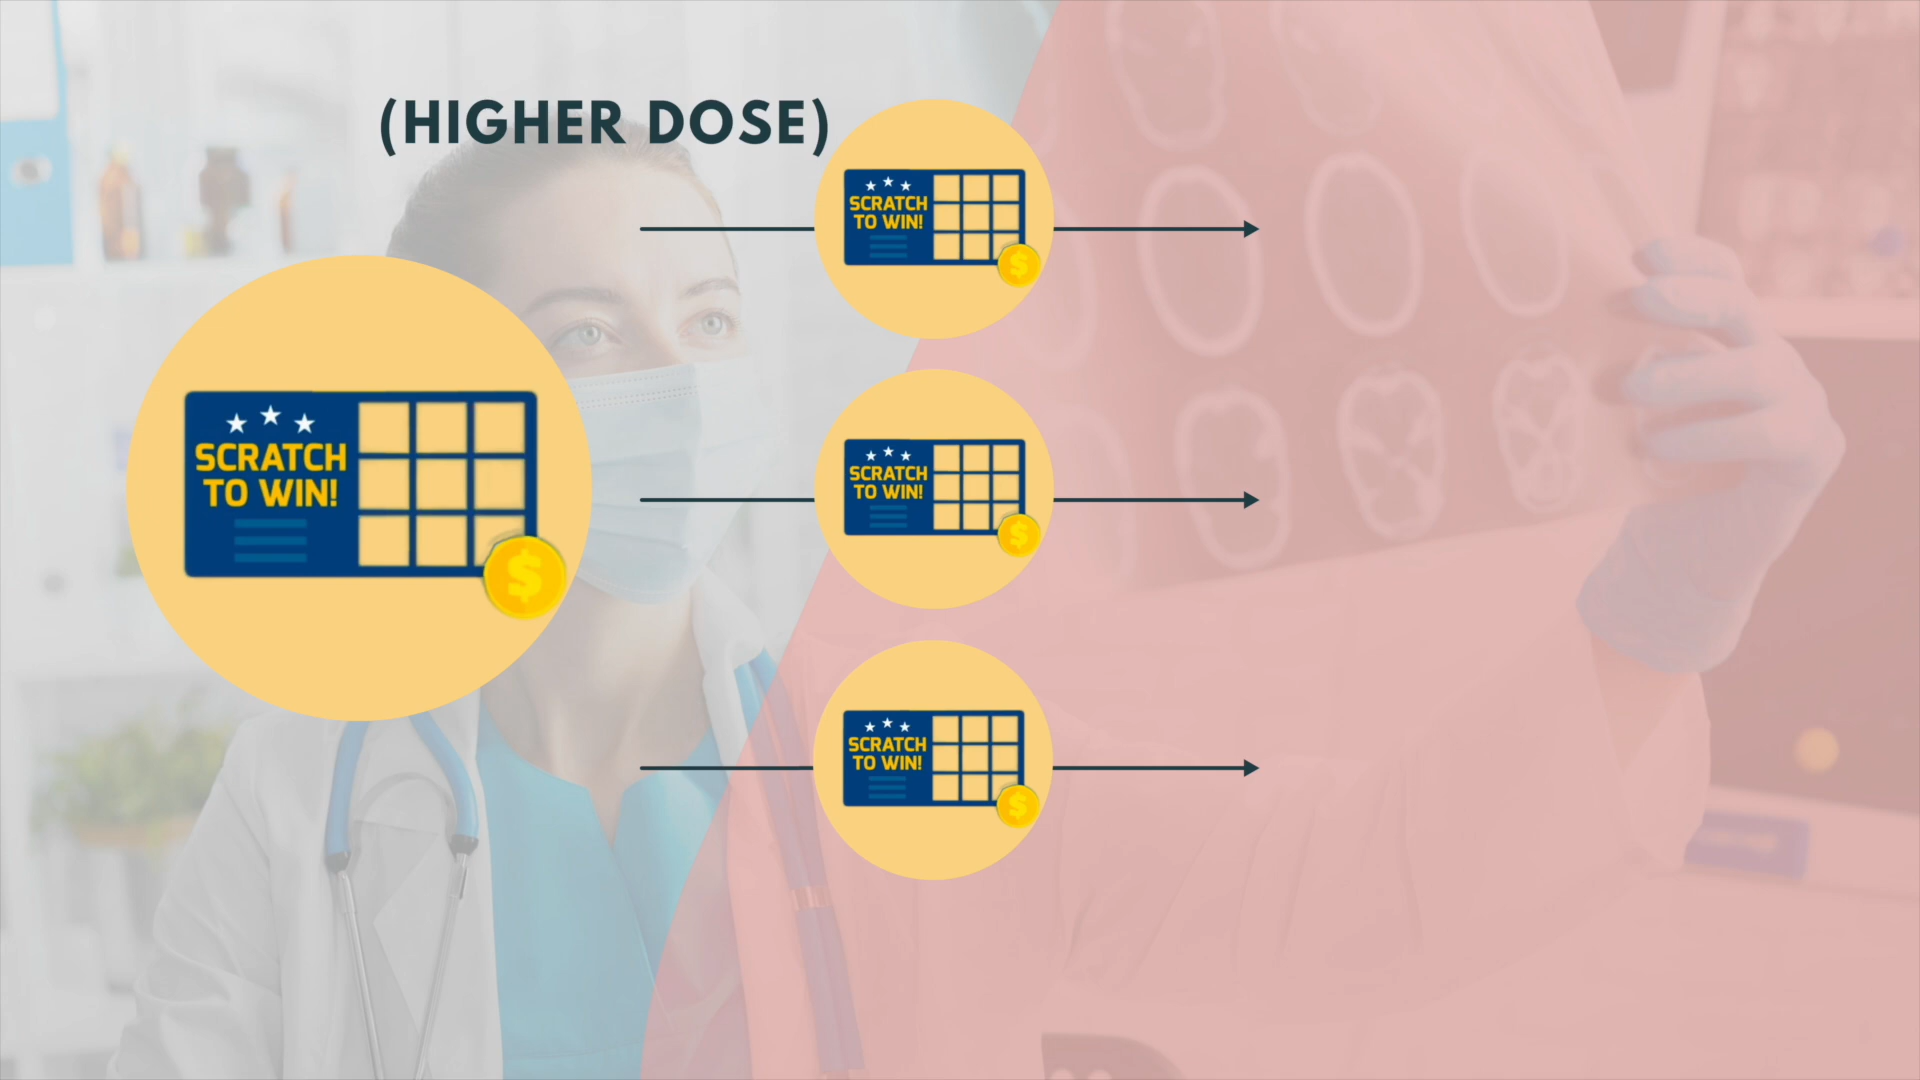 (HIGHER DOSE)
SCRATCH
TO WIN!
$
SCRATCH
TO WIN!
$
SCRATCH
TO WIN!
$
SCRATCH
TO WIN!
$